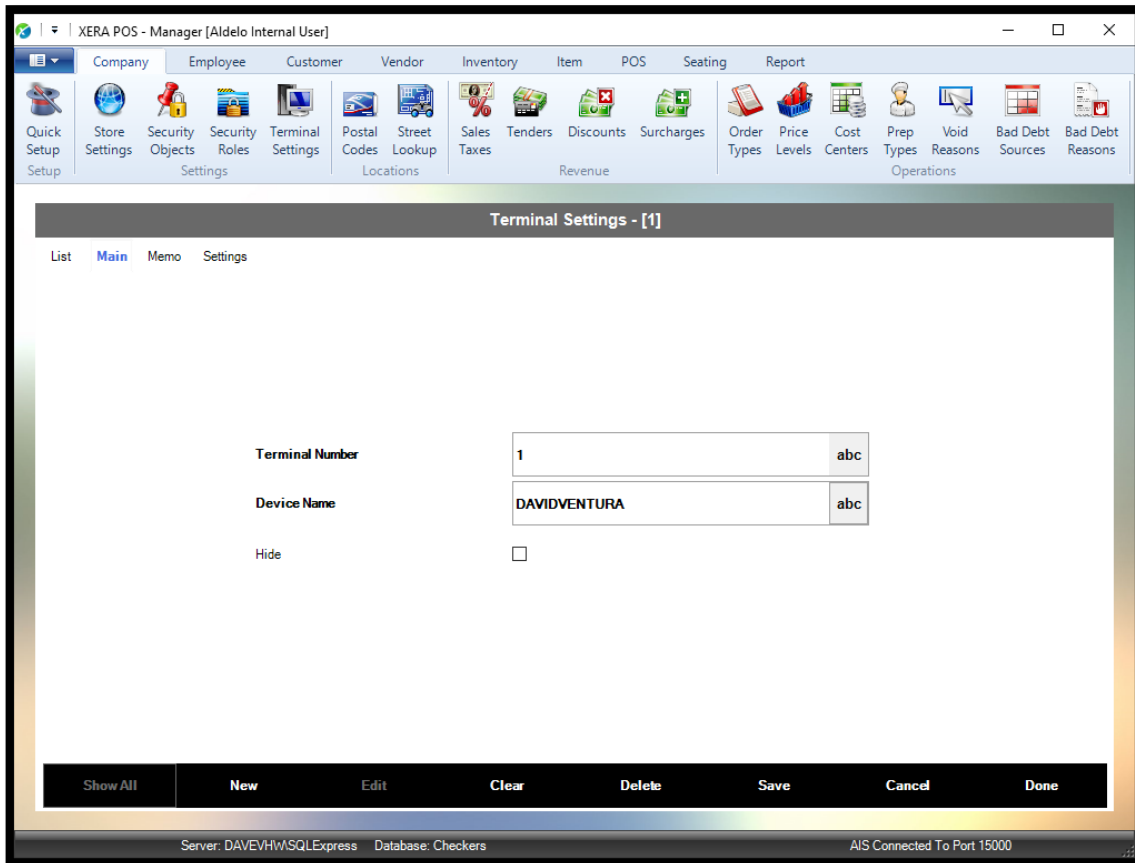 XERA POS - Manager [Aldelo Internal User]
Company Employee Customer Vendor Inventory Item POS Seating Report
Quick Setup
Store Settings
Security Objects
Security Roles
Terminal Settings
Postal Codes
Street Lookup
Sales Taxes
Tenders
Discounts
Surcharges
Order Types
Price Levels
Cost Centers
Prep Types
Void Reasons
Bad Debt Sources
Bad Debt Reasons
Setup Settings Locations Revenue Operations
Terminal Settings - [1]
List Main Memo Settings
Terminal Number 1 abc
Device Name DAVIDVENTURA abc
Hide
Show All New Edit Clear Delete Save Cancel Done
Server: DAVEVHW\SQLExpress Database: Checkers AIS Connected To Port 15000